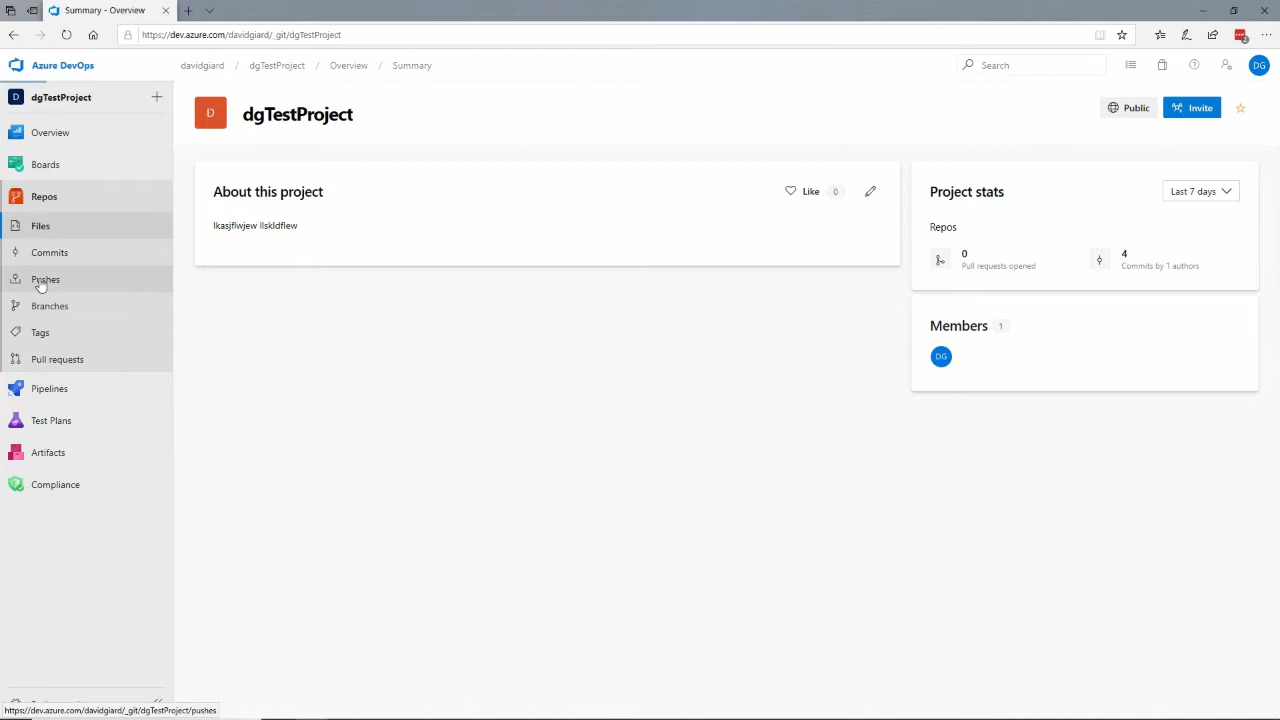 Summary - Overview
https://dev.azure.com/davidgiard/_git/dgTestProject
Azure DevOps
davidgiard / dgTestProject / Overview / Summary
Search
DG
D
dgTestProject
D
dgTestProject
Public
Invite
Overview
Boards
Repos
Files
Commits
Pushes
Branches
Tags
Pull requests
Pipelines
Test Plans
Artifacts
Compliance
About this project
Like 0
lkasjflwjew llskldflew
Project stats
Last 7 days
Repos
0
Pull requests opened
4
Commits by 1 authors
Members 1
DG
https://dev.azure.com/davidgiard/_git/dgTestProject/pushes